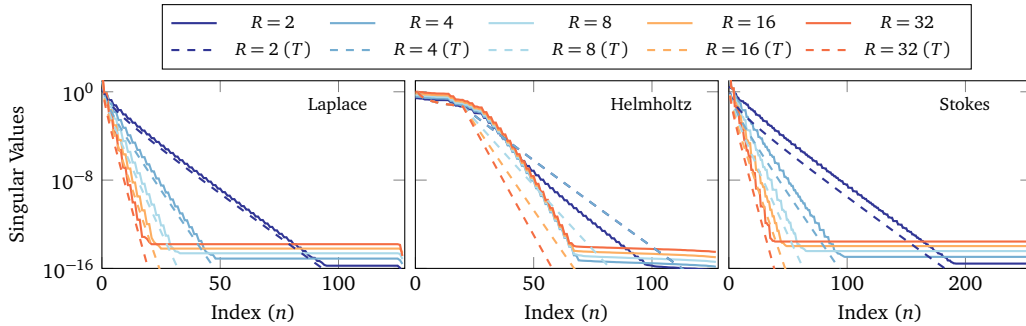 R = 2 R = 4 R = 8 R = 16 R = 32
R = 2 (T) R = 4 (T) R = 8 (T) R = 16 (T) R = 32 (T)
Singular Values
10^0
10^−8
10^−16
Laplace
Helmholtz
Stokes
0 50 100 0 50 100 0 100 200
Index (n) Index (n) Index (n)